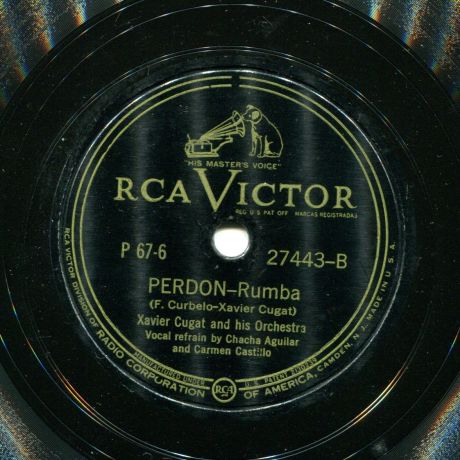 "HIS MASTER'S VOICE"
RCA VICTOR
REG. U.S. PAT. OFF. MARCAS REGISTRADAS
P 67-6
27443-B
PERDON-Rumba
(F. Curbelo-Xavier Cugat)
Xavier Cugat and his Orchestra
Vocal refrain by Chacha Aguilar
and Carmen Castillo
RCA VICTOR DIVISION OF RADIO CORPORATION OF AMERICA, CAMDEN, N. J. MADE IN U.S.A.
MANUFACTURED UNDER
U.S. PATENT
RCA